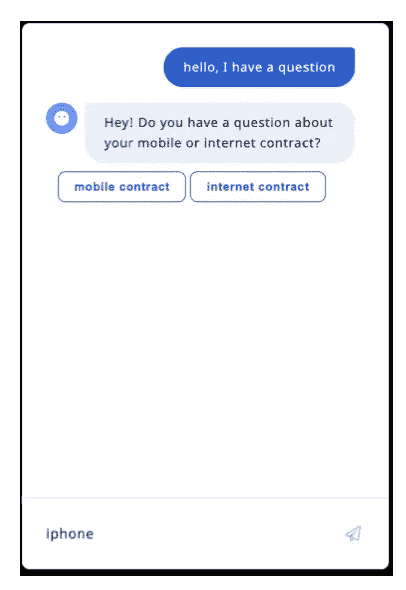 hello, I have a question
Hey! Do you have a question about
your mobile or internet contract?
mobile contract internet contract
iphone